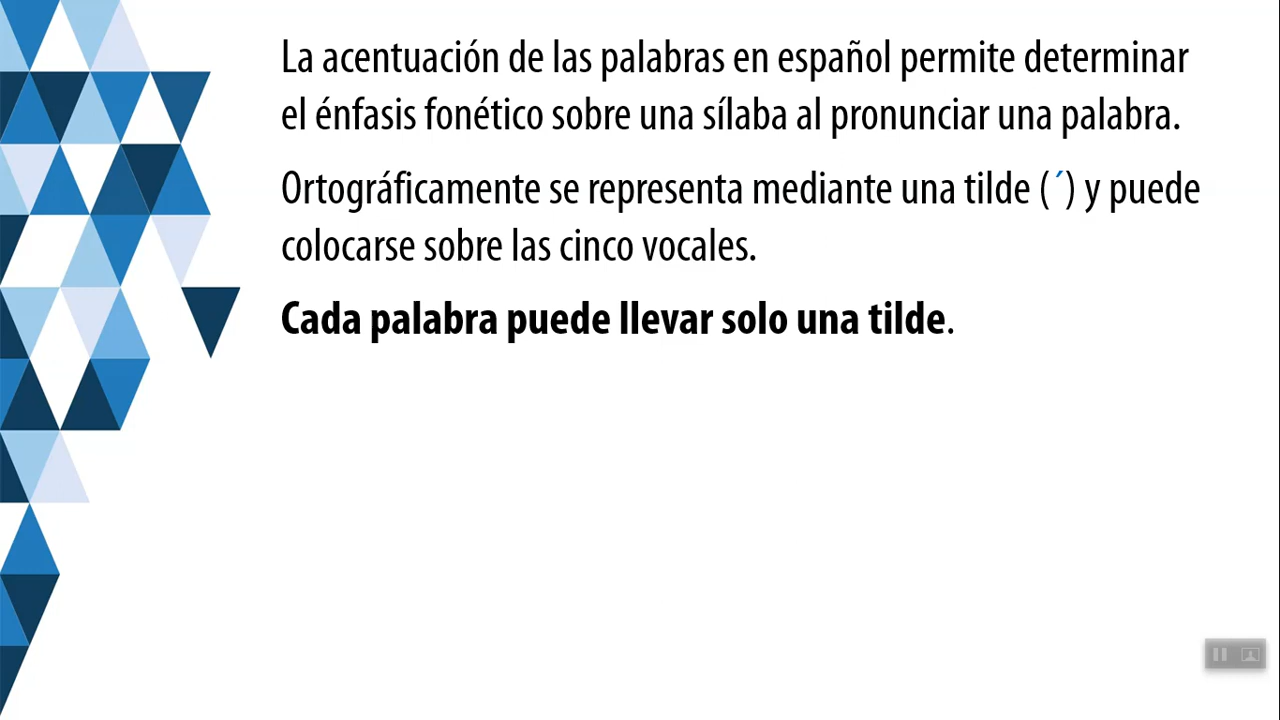 La acentuación de las palabras en español permite determinar
el énfasis fonético sobre una sílaba al pronunciar una palabra.
Ortográficamente se representa mediante una tilde (´) y puede
colocarse sobre las cinco vocales.
Cada palabra puede llevar solo una tilde.